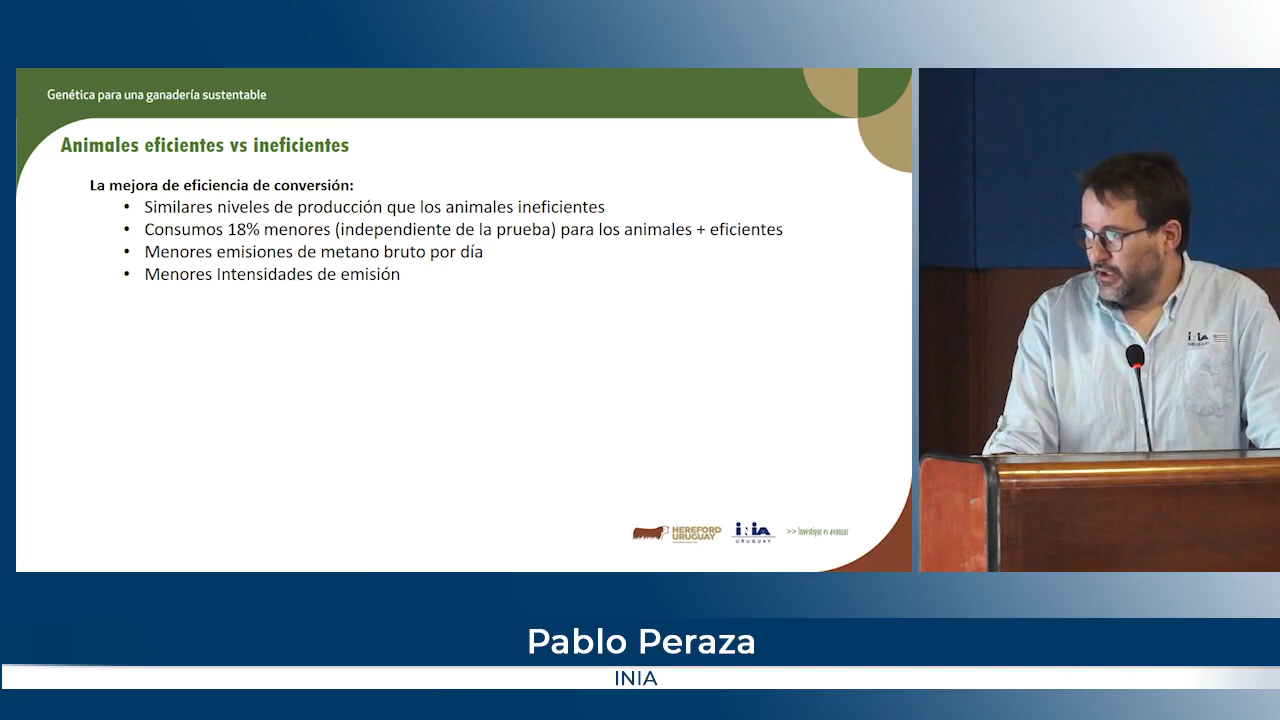 Genética para una ganadería sustentable
Animales eficientes vs ineficientes
La mejora de eficiencia de conversión:
• Similares niveles de producción que los animales ineficientes
• Consumos 18% menores (independiente de la prueba) para los animales + eficientes
• Menores emisiones de metano bruto por día
• Menores Intensidades de emisión
HEREFORD
URUGUAY
INIA
URUGUAY
>> Investigar es avanzar
INIA
URUGUAY
Pablo Peraza
INIA